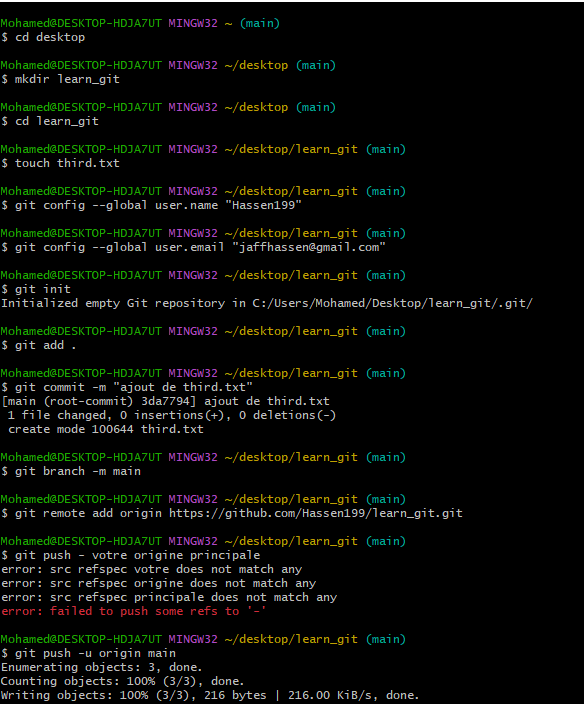 Mohamed@DESKTOP-HDJA7UT MINGW32 ~ (main)
$ cd desktop
Mohamed@DESKTOP-HDJA7UT MINGW32 ~/desktop (main)
$ mkdir learn_git
Mohamed@DESKTOP-HDJA7UT MINGW32 ~/desktop (main)
$ cd learn_git
Mohamed@DESKTOP-HDJA7UT MINGW32 ~/desktop/learn_git (main)
$ touch third.txt
Mohamed@DESKTOP-HDJA7UT MINGW32 ~/desktop/learn_git (main)
$ git config --global user.name "Hassen199"
Mohamed@DESKTOP-HDJA7UT MINGW32 ~/desktop/learn_git (main)
$ git config --global user.email "jaffhassen@gmail.com"
Mohamed@DESKTOP-HDJA7UT MINGW32 ~/desktop/learn_git (main)
$ git init
Initialized empty Git repository in C:/Users/Mohamed/Desktop/learn_git/.git/
Mohamed@DESKTOP-HDJA7UT MINGW32 ~/desktop/learn_git (main)
$ git add .
Mohamed@DESKTOP-HDJA7UT MINGW32 ~/desktop/learn_git (main)
$ git commit -m "ajout de third.txt"
[main (root-commit) 3da7794] ajout de third.txt
1 file changed, 0 insertions(+), 0 deletions(-)
create mode 100644 third.txt
Mohamed@DESKTOP-HDJA7UT MINGW32 ~/desktop/learn_git (main)
$ git branch -m main
Mohamed@DESKTOP-HDJA7UT MINGW32 ~/desktop/learn_git (main)
$ git remote add origin https://github.com/Hassen199/learn_git.git
Mohamed@DESKTOP-HDJA7UT MINGW32 ~/desktop/learn_git (main)
$ git push - votre origine principale
error: src refspec votre does not match any
error: src refspec origine does not match any
error: src refspec principale does not match any
error: failed to push some refs to '-'
Mohamed@DESKTOP-HDJA7UT MINGW32 ~/desktop/learn_git (main)
$ git push -u origin main
Enumerating objects: 3, done.
Counting objects: 100% (3/3), done.
Writing objects: 100% (3/3), 216 bytes | 216.00 KiB/s, done.